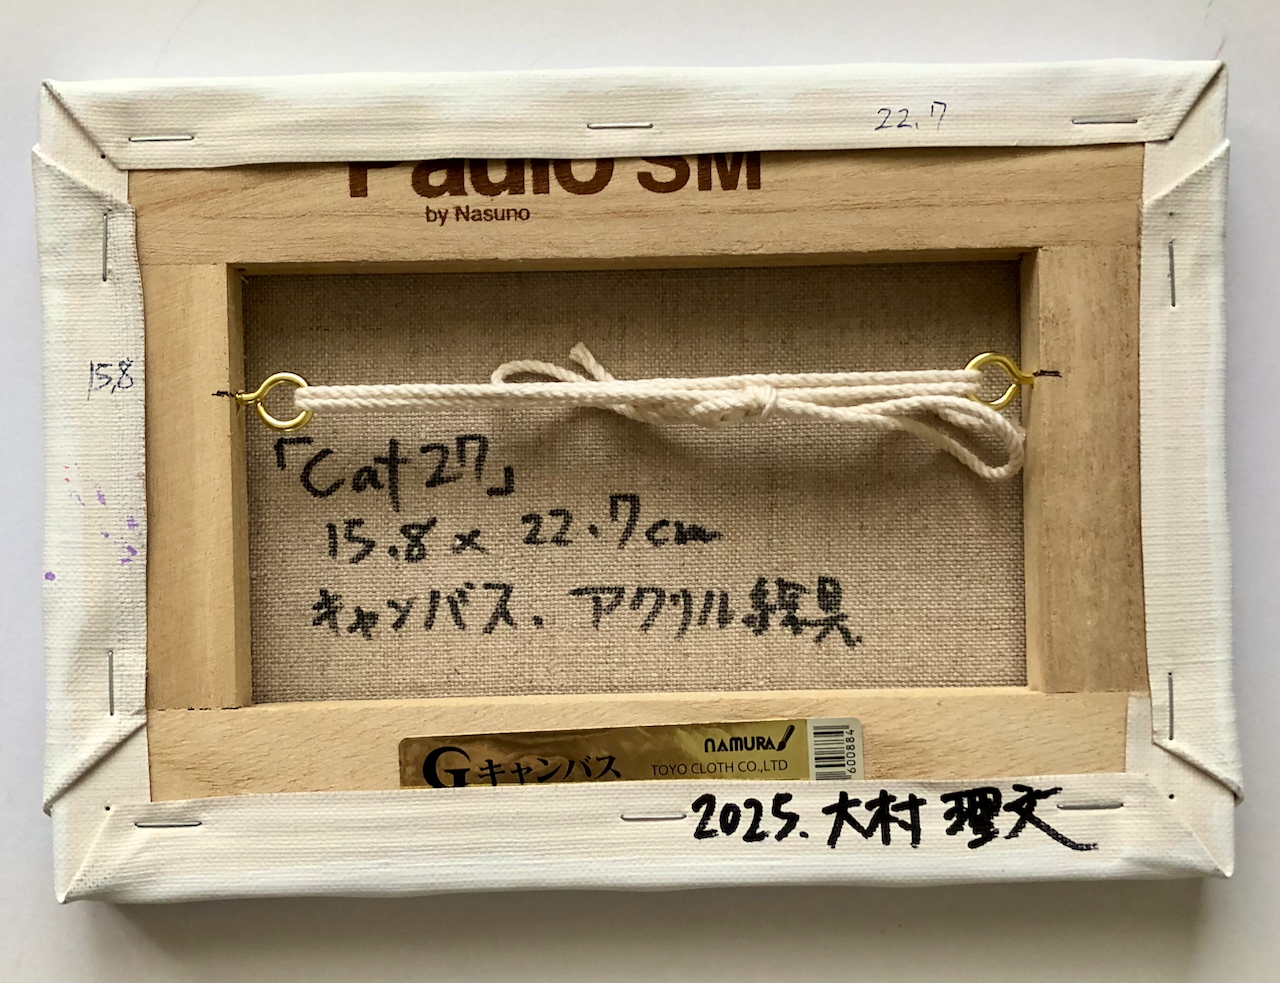 22.7
Paulo SM
by Nasuno
15,8
「Cat 27」
15.8 x 22.7cm
キャンバス、アクリル絵具
NAMURA
Gキャンバス
TOYO CLOTH CO.,LTD
600884
2025. 大村 理文